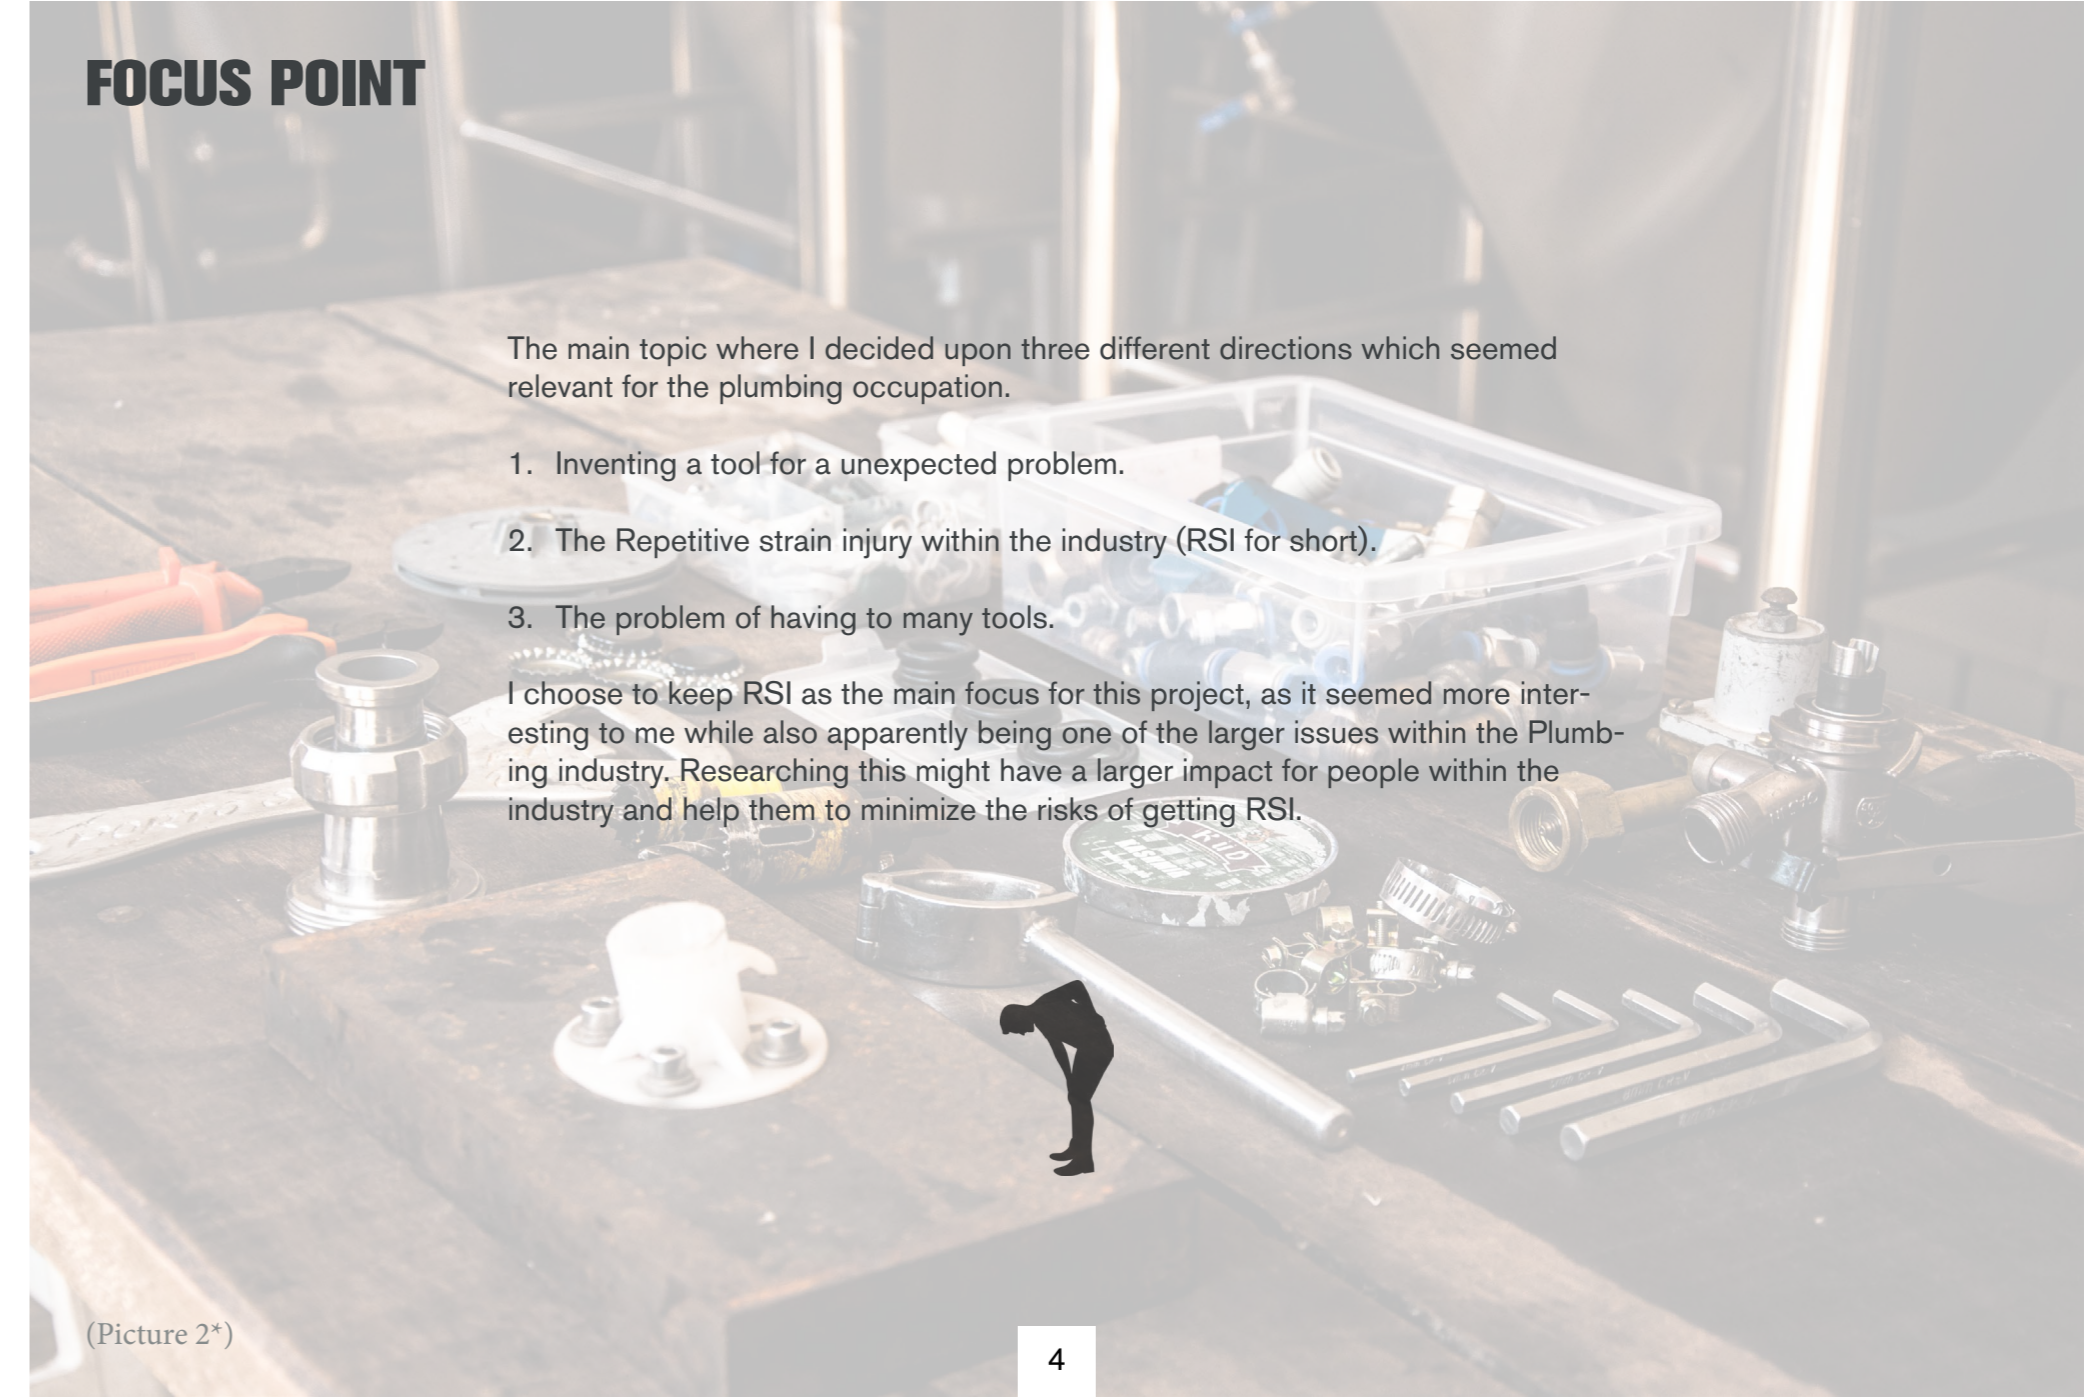 FOCUS POINT
The main topic where I decided upon three different directions which seemed
relevant for the plumbing occupation.
1. Inventing a tool for a unexpected problem.
2. The Repetitive strain injury within the industry (RSI for short).
3. The problem of having to many tools.
I choose to keep RSI as the main focus for this project, as it seemed more inter-
esting to me while also apparently being one of the larger issues within the Plumb-
ing industry. Researching this might have a larger impact for people within the
industry and help them to minimize the risks of getting RSI.
(Picture 2*)
4